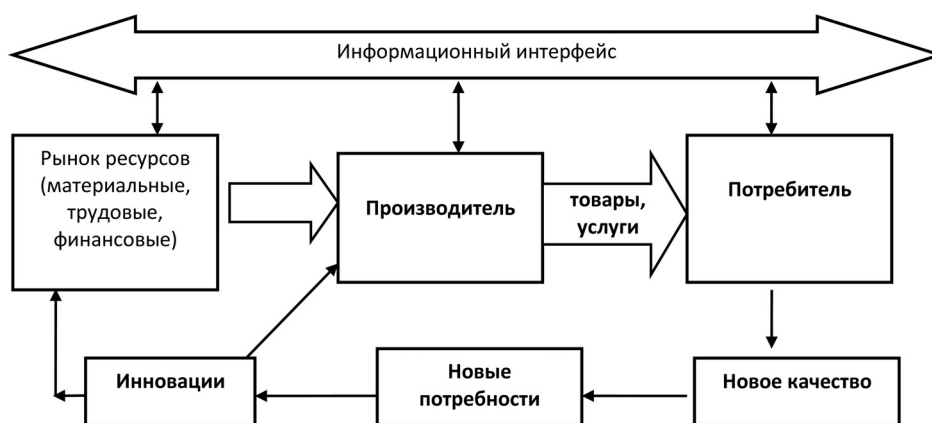 Информационный интерфейс
Рынок ресурсов
(материальные,
трудовые,
финансовые)
Производитель
товары,
услуги
Потребитель
Инновации
Новые
потребности
Новое качество